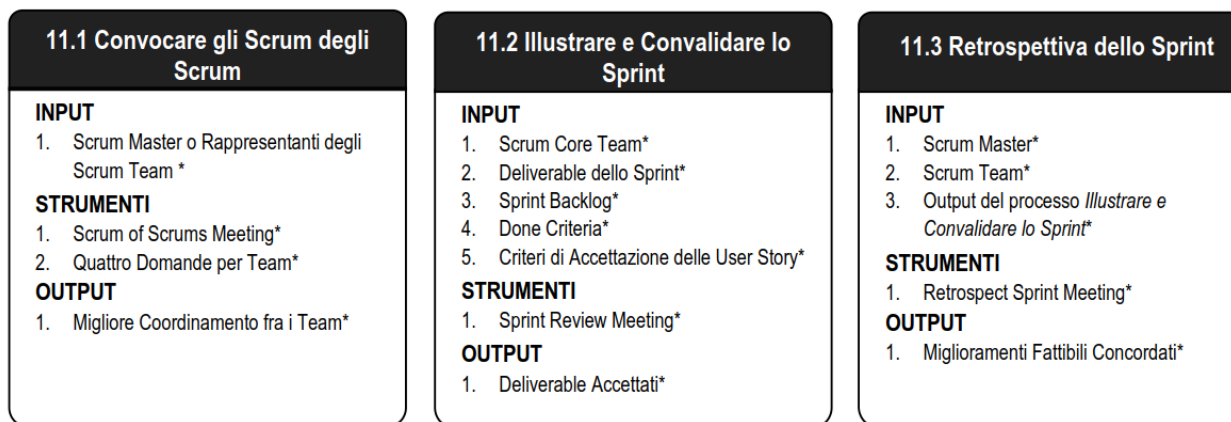 11.1 Convocare gli Scrum degli
Scrum
INPUT
1. Scrum Master o Rappresentanti degli
Scrum Team *
STRUMENTI
1. Scrum of Scrums Meeting*
2. Quattro Domande per Team*
OUTPUT
1. Migliore Coordinamento fra i Team*
11.2 Illustrare e Convalidare lo
Sprint
INPUT
1. Scrum Core Team*
2. Deliverable dello Sprint*
3. Sprint Backlog*
4. Done Criteria*
5. Criteri di Accettazione delle User Story*
STRUMENTI
1. Sprint Review Meeting*
OUTPUT
1. Deliverable Accettati*
11.3 Retrospettiva dello Sprint
INPUT
1. Scrum Master*
2. Scrum Team*
3. Output del processo Illustrare e
Convalidare lo Sprint*
STRUMENTI
1. Retrospect Sprint Meeting*
OUTPUT
1. Miglioramenti Fattibili Concordati*